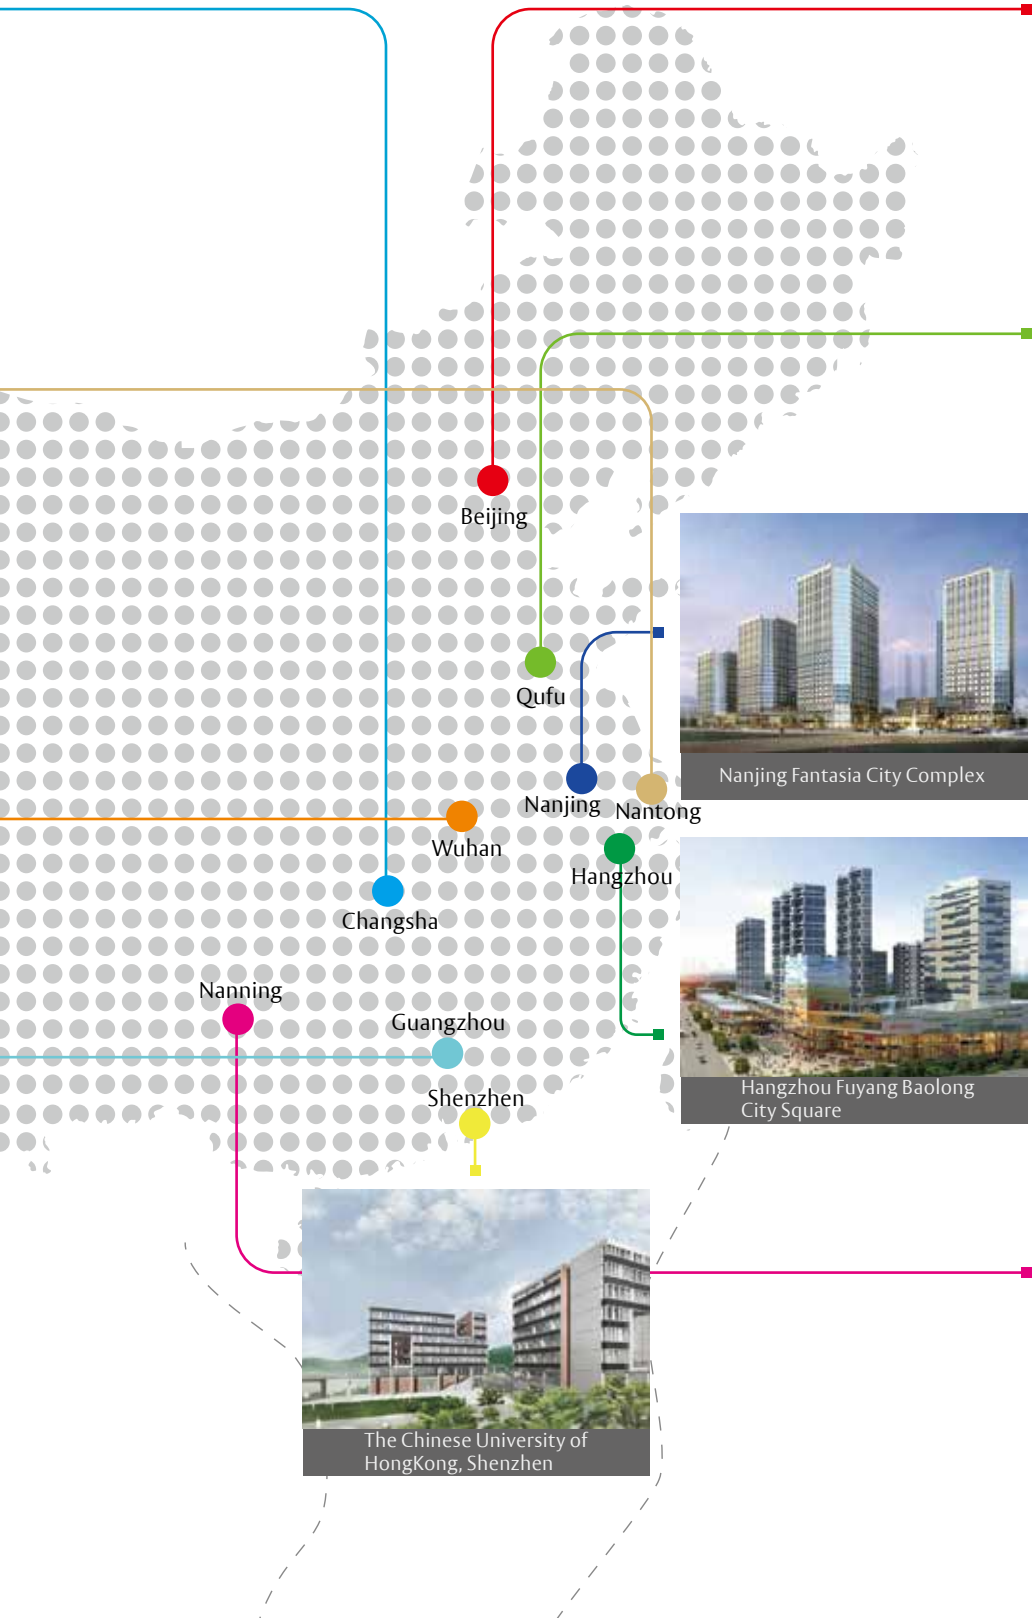 Beijing
Qufu
Nanjing Fantasia City Complex
Nanjing
Nantong
Wuhan
Hangzhou
Changsha
Nanning
Guangzhou
Shenzhen
Hangzhou Fuyang Baolong
City Square
The Chinese University of
HongKong, Shenzhen